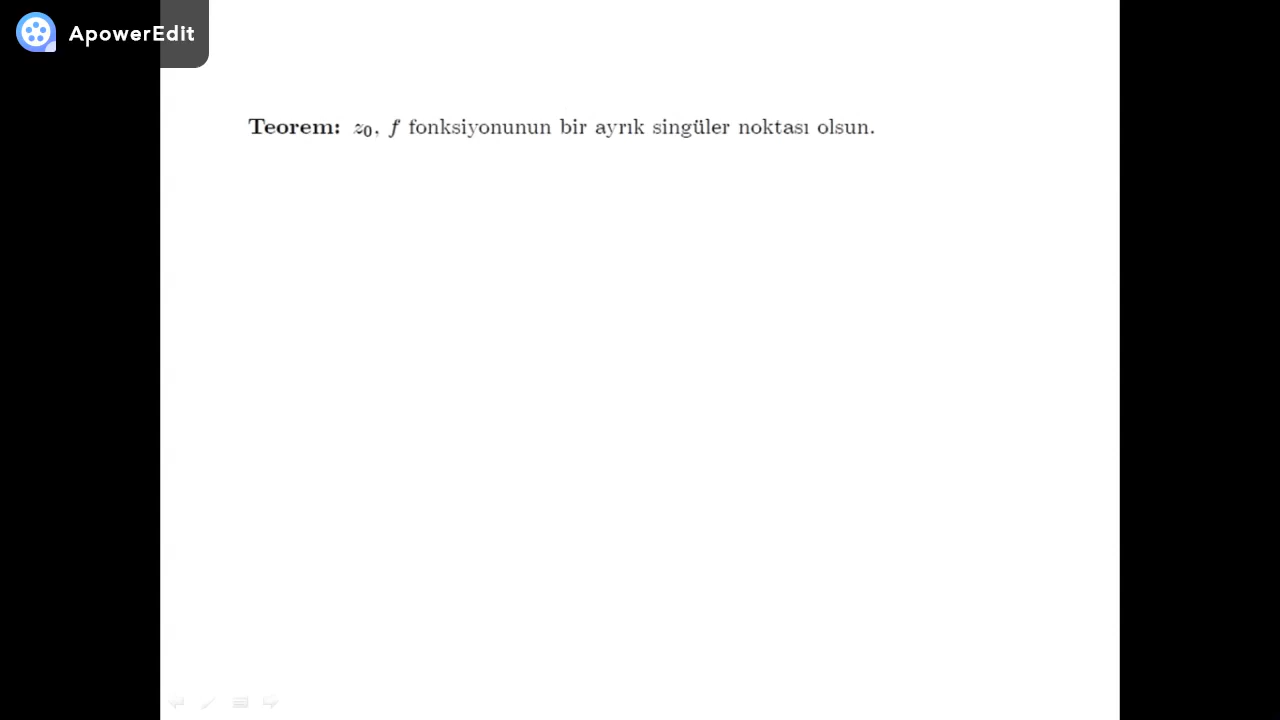 ApowerEdit
Teorem: z₀, f fonksiyonunun bir ayrık singüler noktası olsun.